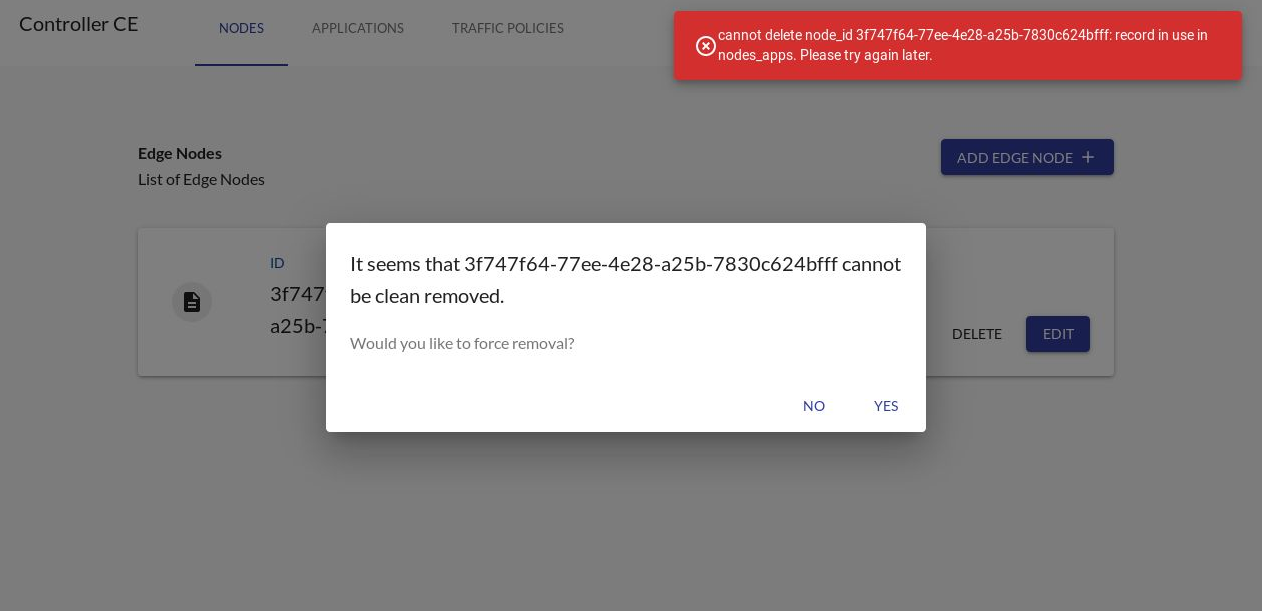 Controller CE
NODES
APPLICATIONS
TRAFFIC POLICIES
cannot delete node_id 3f747f64-77ee-4e28-a25b-7830c624bfff: record in use in
nodes_apps. Please try again later.
Edge Nodes
List of Edge Nodes
ADD EDGE NODE
ID
3f747
a25b-7
It seems that 3f747f64-77ee-4e28-a25b-7830c624bfff cannot
be clean removed.
Would you like to force removal?
NO
YES
DELETE
EDIT